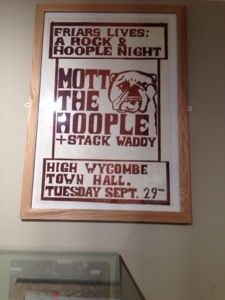 FRIARS LIVES:
A ROCK &
HOOPLE NIGHT
MOTT
THE
HOOPLE
+STACK WADDY
HIGH WYCOMBE
TOWN HALL.
TUESDAY SEPT. 29TH